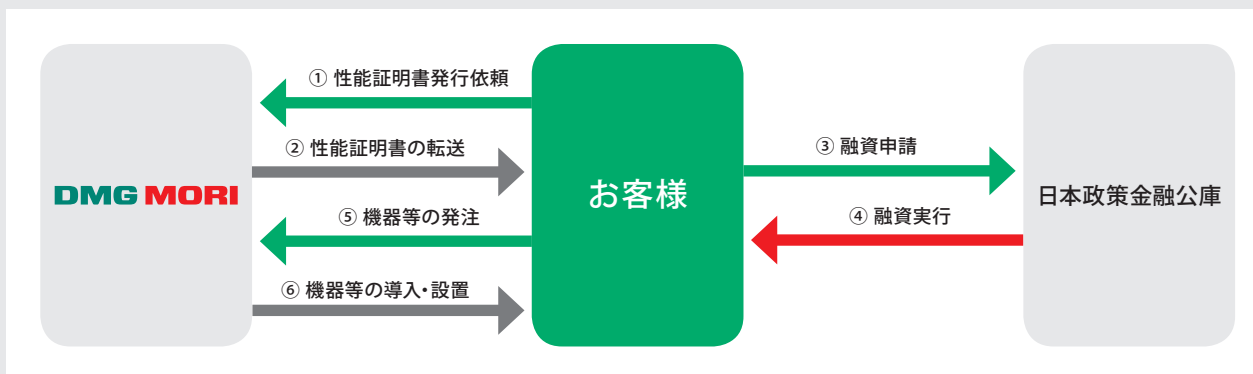 ① 性能証明書発行依頼
② 性能証明書の転送
DMG MORI
⑤ 機器等の発注
⑥ 機器等の導入・設置
お客様
③ 融資申請
④ 融資実行
日本政策金融公庫